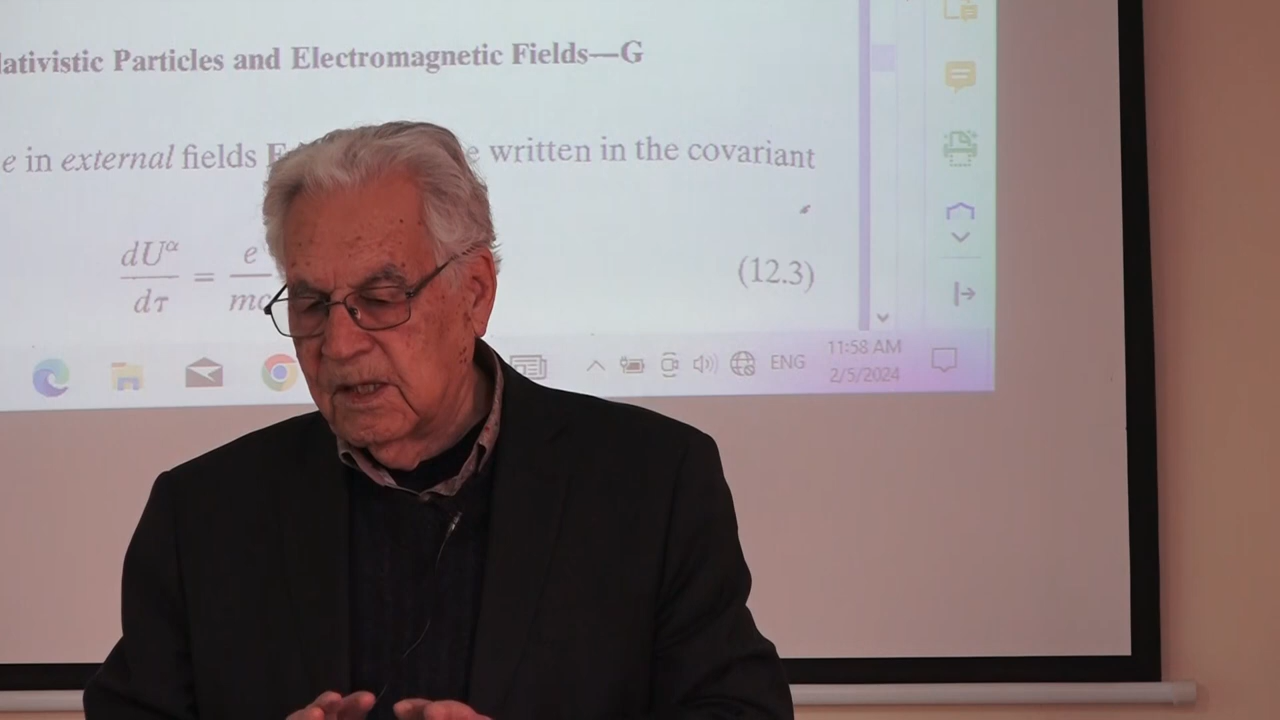 lativistic Particles and Electromagnetic Fields—G
e in external fields written in the covariant
dU^α / dτ = e / mc (12.3)
ENG 11:58 AM
2/5/2024